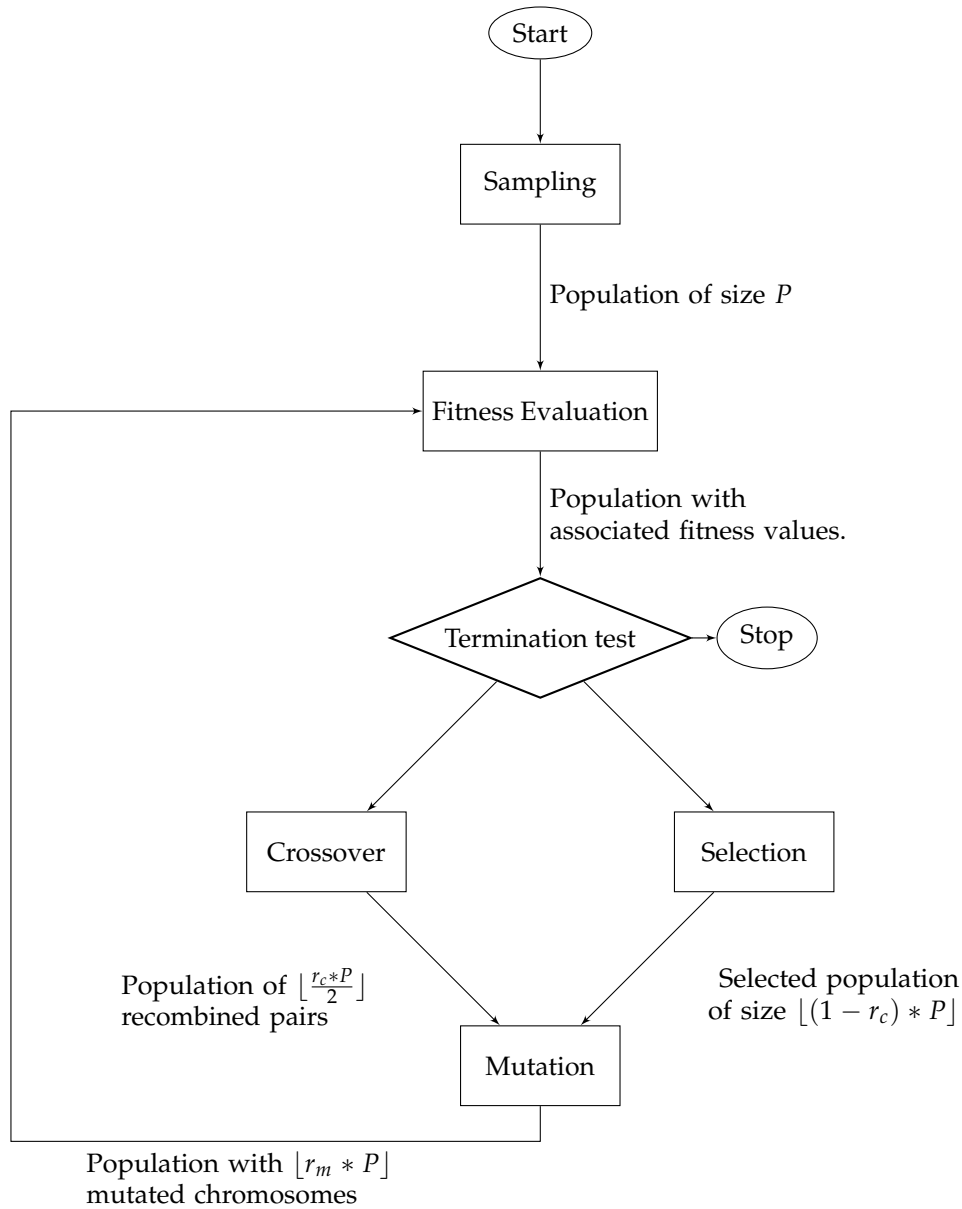 Start
Sampling
Population of size P
Fitness Evaluation
Population with
associated fitness values.
Termination test
Stop
Crossover
Selection
Population of ⌊\frac{r_c*P}{2}⌋
recombined pairs
Selected population
of size ⌊(1 − r_c) ∗ P⌋
Mutation
Population with ⌊r_m ∗ P⌋
mutated chromosomes